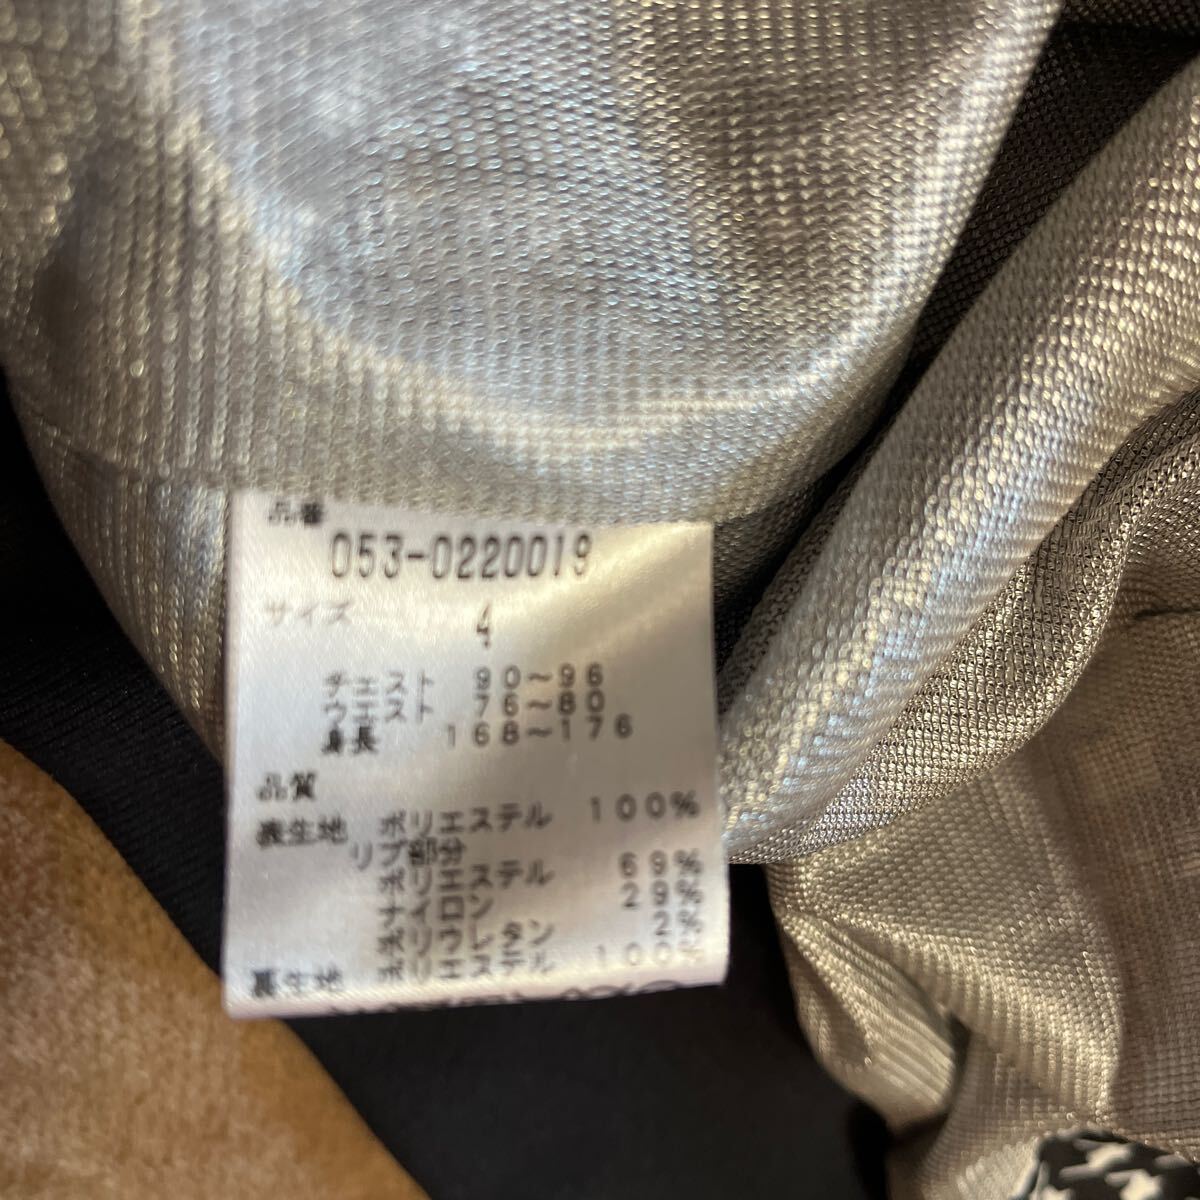 品番
053-0220019
サイズ 4
チェスト 90~96
ウエスト 76~80
身長 168~176
品質
表生地 ポリエステル 100%
リブ部分
ポリエステル 69%
ナイロン 29%
ポリウレタン 2%
裏生地 ポリエステル 100%